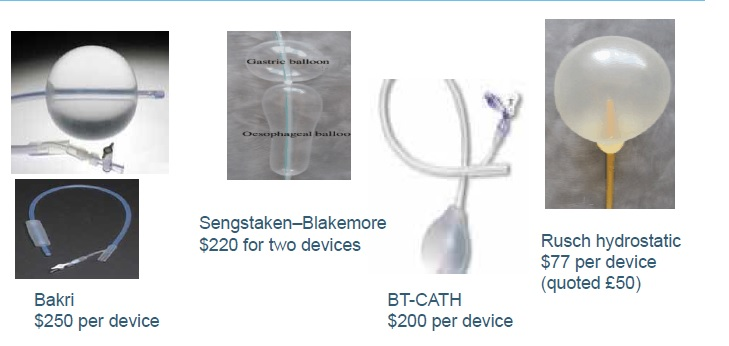 Gastric balloon
Oesophageal balloo
Sengstaken–Blakemore
$220 for two devices
Rusch hydrostatic
$77 per device
(quoted £50)
Bakri
$250 per device
BT-CATH
$200 per device